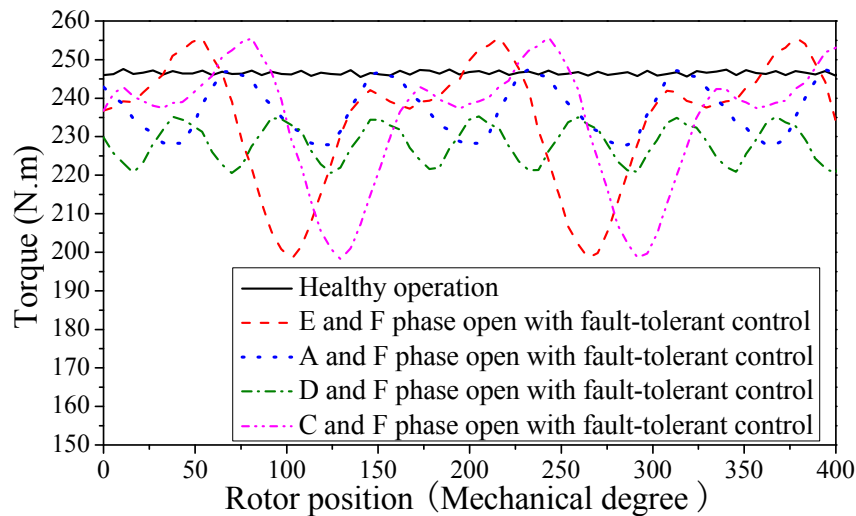 260
250
240
230
220
210
200
190
180
170
160
150
Torque (N.m)
Healthy operation
E and F phase open with fault-tolerant control
A and F phase open with fault-tolerant control
D and F phase open with fault-tolerant control
C and F phase open with fault-tolerant control
0 50 100 150 200 250 300 350 400
Rotor position（Mechanical degree）